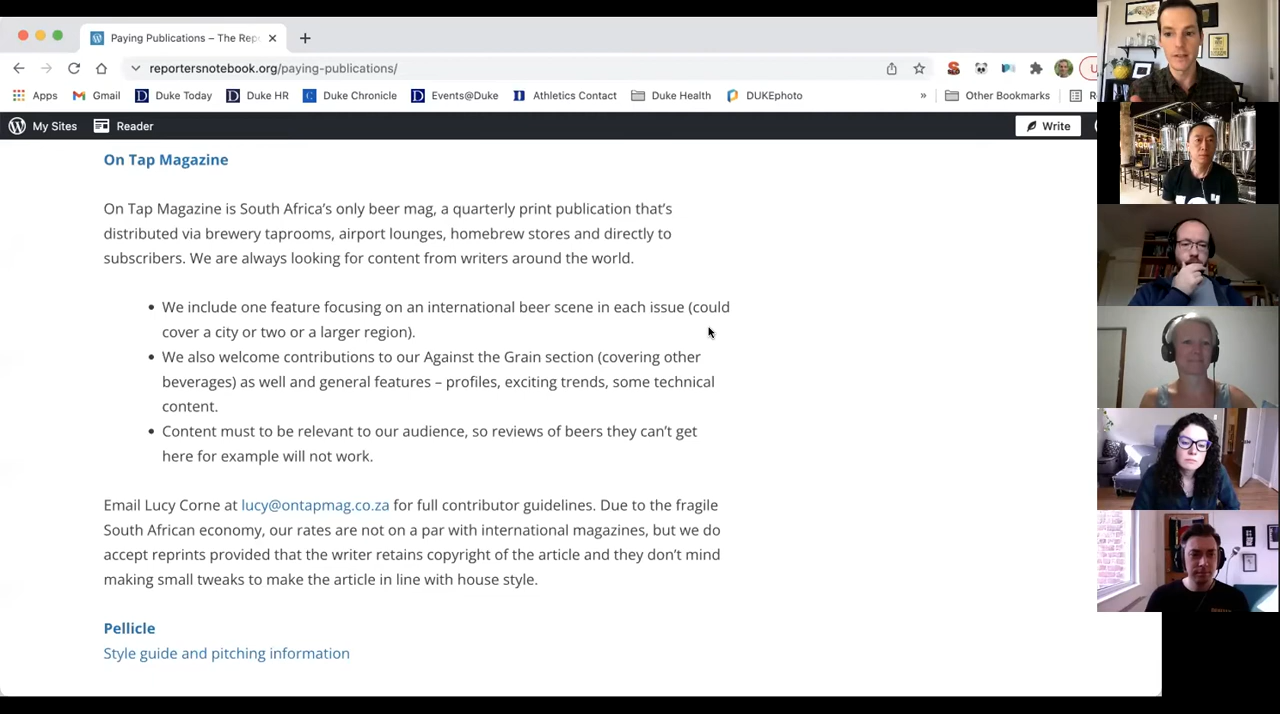 Paying Publications – The Rep
reportersnotebook.org/paying-publications/
Apps Gmail Duke Today Duke HR Duke Chronicle Events@Duke Athletics Contact Duke Health DUKEphoto » Other Bookmarks
My Sites Reader Write
On Tap Magazine
On Tap Magazine is South Africa’s only beer mag, a quarterly print publication that’s
distributed via brewery taprooms, airport lounges, homebrew stores and directly to
subscribers. We are always looking for content from writers around the world.
• We include one feature focusing on an international beer scene in each issue (could
cover a city or two or a larger region).
• We also welcome contributions to our Against the Grain section (covering other
beverages) as well and general features – profiles, exciting trends, some technical
content.
• Content must to be relevant to our audience, so reviews of beers they can’t get
here for example will not work.
Email Lucy Corne at lucy@ontapmag.co.za for full contributor guidelines. Due to the fragile
South African economy, our rates are not on a par with international magazines, but we do
accept reprints provided that the writer retains copyright of the article and they don’t mind
making small tweaks to make the article in line with house style.
Pellicle
Style guide and pitching information